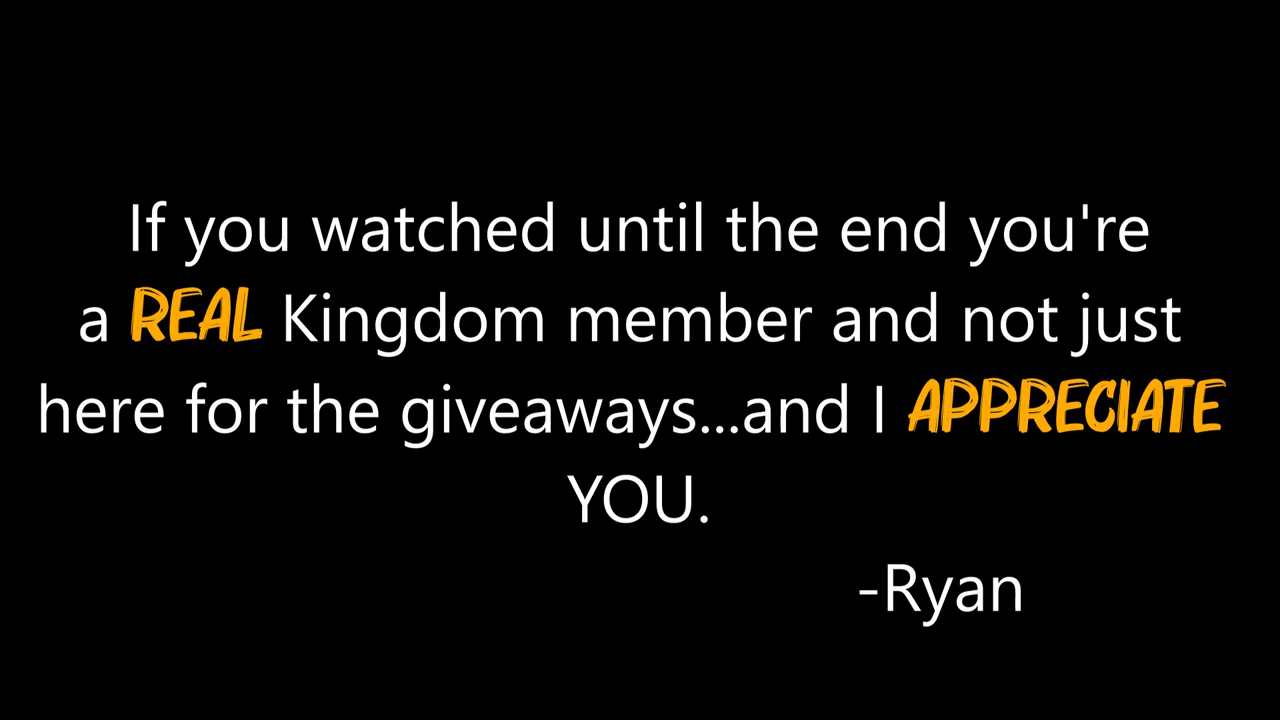 If you watched until the end you're
a REAL Kingdom member and not just
here for the giveaways...and I APPRECIATE
YOU.
-Ryan